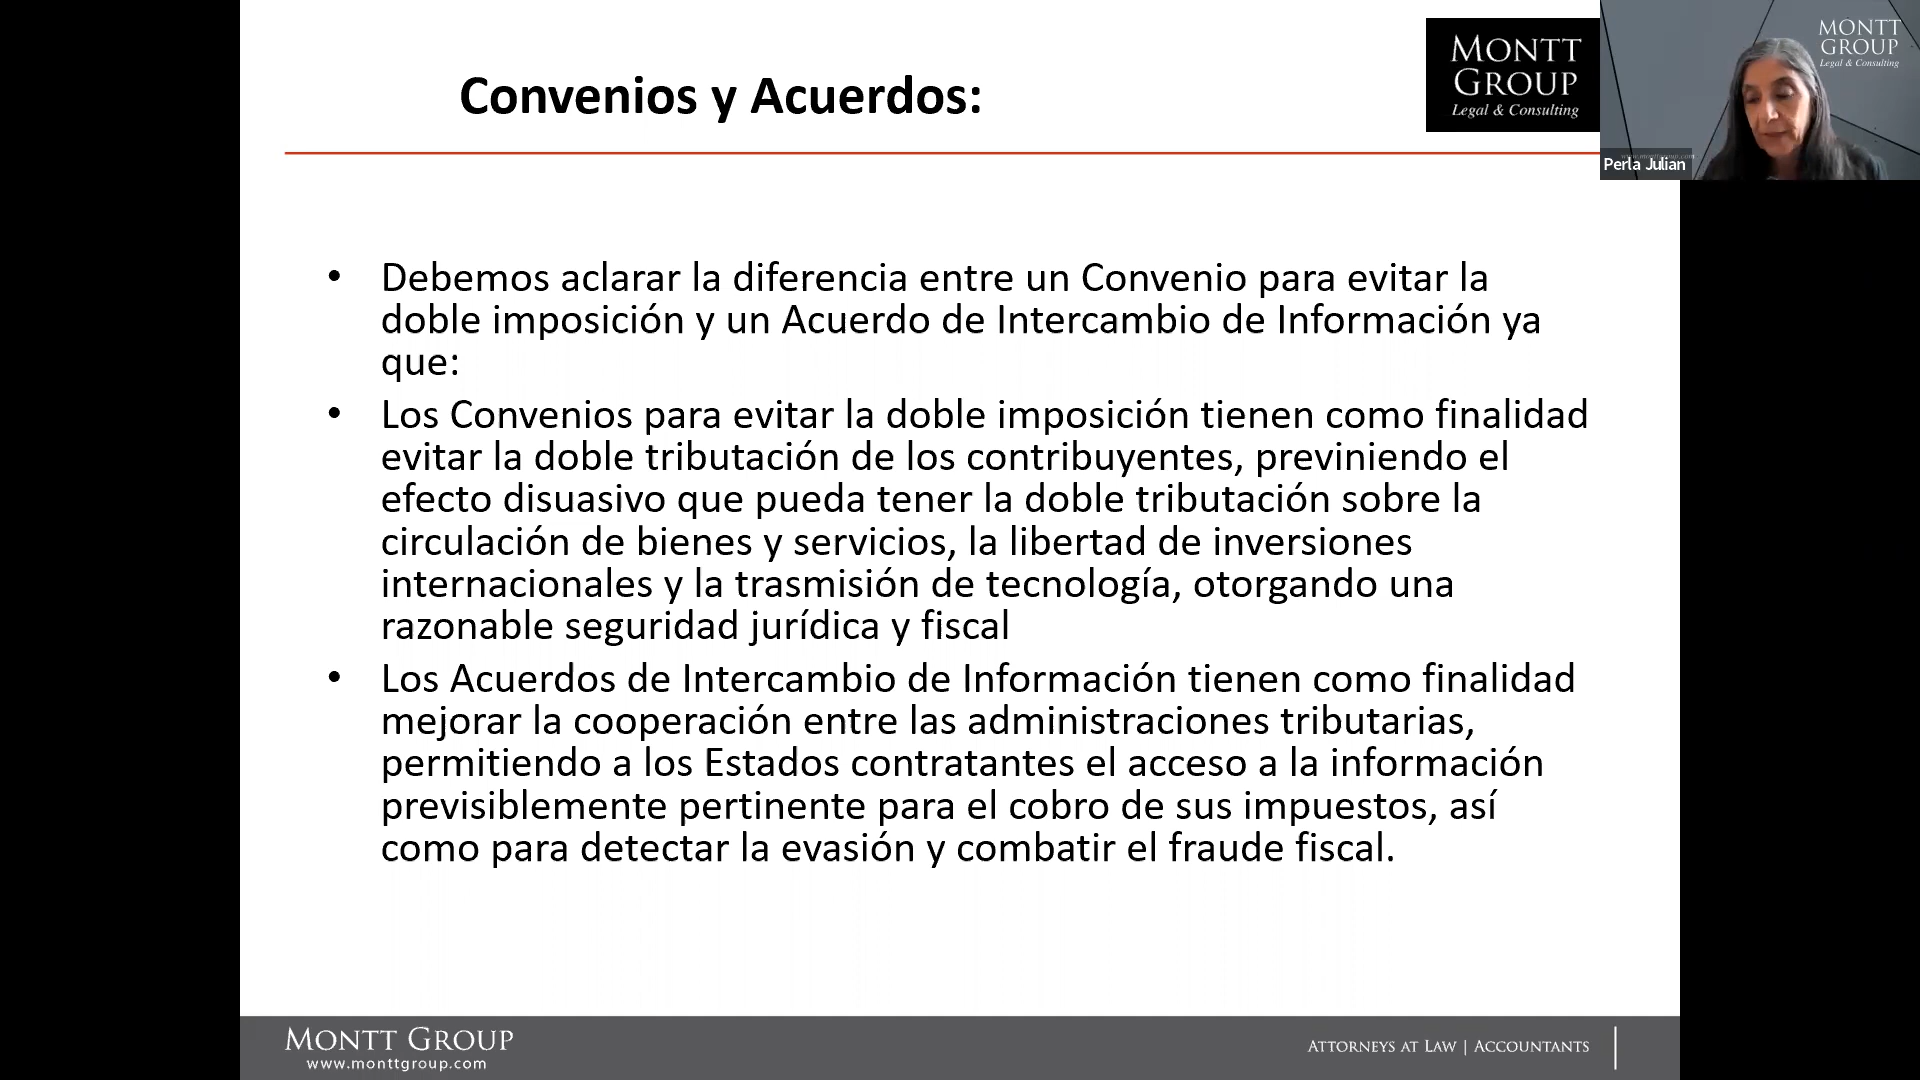 Convenios y Acuerdos:
MONTT
GROUP
Legal & Consulting
MONTT
GROUP
Legal & Consulting
Perla Julian
• Debemos aclarar la diferencia entre un Convenio para evitar la
doble imposición y un Acuerdo de Intercambio de Información ya
que:
• Los Convenios para evitar la doble imposición tienen como finalidad
evitar la doble tributación de los contribuyentes, previniendo el
efecto disuasivo que pueda tener la doble tributación sobre la
circulación de bienes y servicios, la libertad de inversiones
internacionales y la trasmisión de tecnología, otorgando una
razonable seguridad jurídica y fiscal
• Los Acuerdos de Intercambio de Información tienen como finalidad
mejorar la cooperación entre las administraciones tributarias,
permitiendo a los Estados contratantes el acceso a la información
previsiblemente pertinente para el cobro de sus impuestos, así
como para detectar la evasión y combatir el fraude fiscal.
MONTT GROUP
www.monttgroup.com
ATTORNEYS AT LAW | ACCOUNTANTS